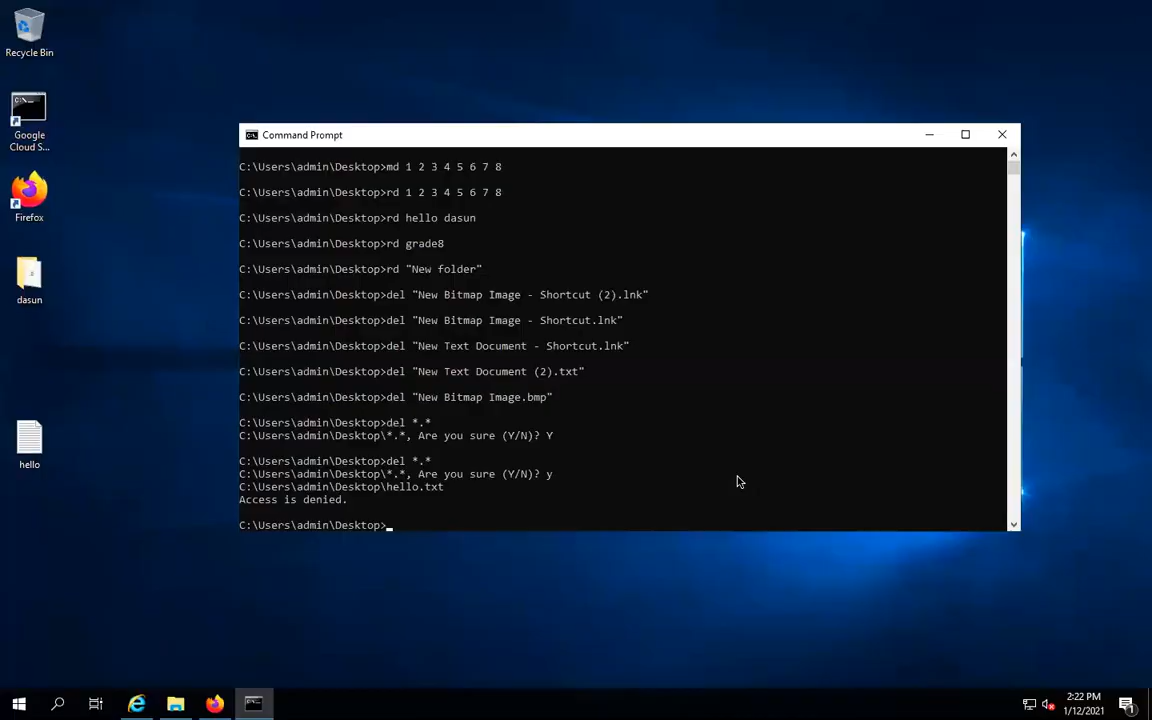 Recycle Bin
Google
Cloud S...
Firefox
dasun
hello
Command Prompt
C:\Users\admin\Desktop>md 1 2 3 4 5 6 7 8
C:\Users\admin\Desktop>rd 1 2 3 4 5 6 7 8
C:\Users\admin\Desktop>rd hello dasun
C:\Users\admin\Desktop>rd grade8
C:\Users\admin\Desktop>rd "New folder"
C:\Users\admin\Desktop>del "New Bitmap Image - Shortcut (2).lnk"
C:\Users\admin\Desktop>del "New Bitmap Image - Shortcut.lnk"
C:\Users\admin\Desktop>del "New Text Document - Shortcut.lnk"
C:\Users\admin\Desktop>del "New Text Document (2).txt"
C:\Users\admin\Desktop>del "New Bitmap Image.bmp"
C:\Users\admin\Desktop>del *.*
C:\Users\admin\Desktop\*.*, Are you sure (Y/N)? Y
C:\Users\admin\Desktop>del *.*
C:\Users\admin\Desktop\*.*, Are you sure (Y/N)? y
C:\Users\admin\Desktop\hello.txt
Access is denied.
C:\Users\admin\Desktop>
2:22 PM
1/12/2021
1